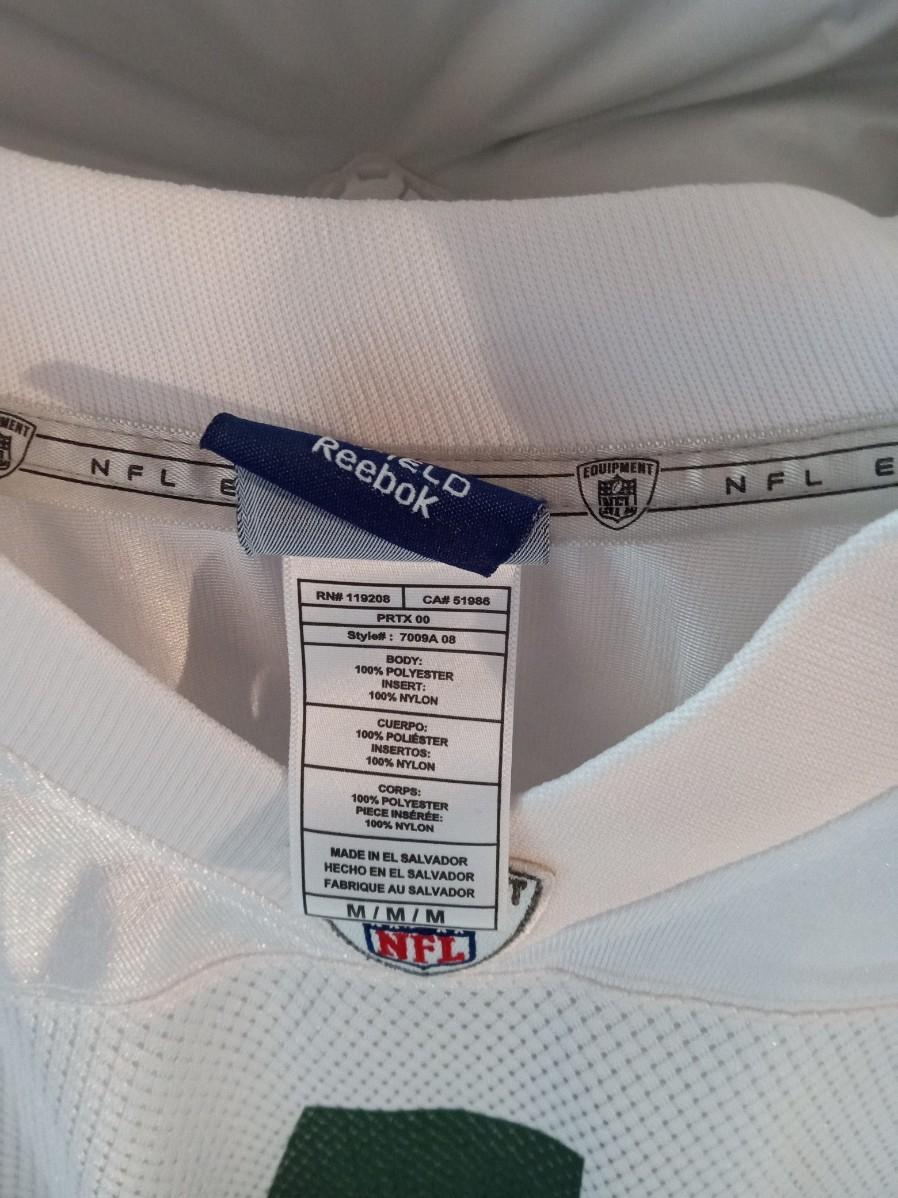 EQUIPMENT
NFL
NFL E
Reebok
NFL E
RN# 119208 CA# 51986
PRTX 00
Style# : 7009A 08
BODY:
100% POLYESTER
INSERT:
100% NYLON
CUERPO:
100% POLIÉSTER
INSERTOS:
100% NYLON
CORPS:
100% POLYESTER
PIECE INSÉRÉE:
100% NYLON
MADE IN EL SALVADOR
HECHO EN EL SALVADOR
FABRIQUE AU SALVADOR
M / M / M
NFL